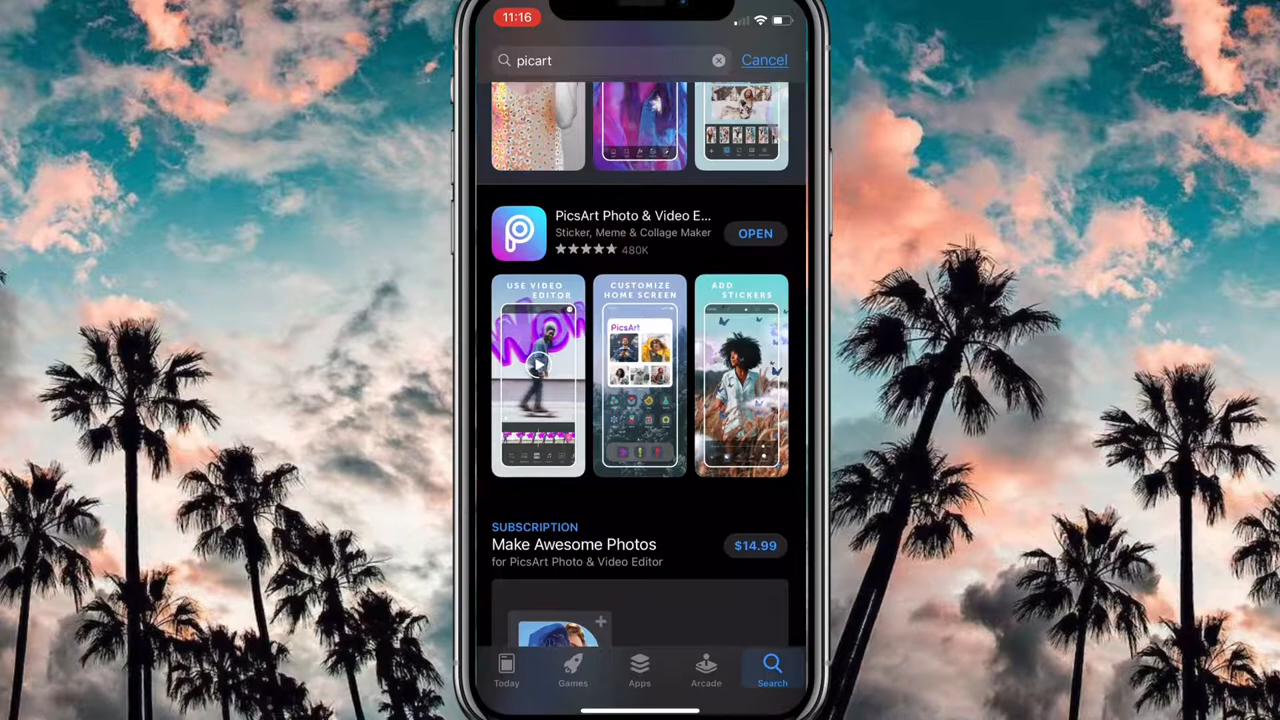 11:16
picart
Cancel
PicsArt Photo & Video E...
Sticker, Meme & Collage Maker
OPEN
480K
USE VIDEO
EDITOR
CUSTOMIZE
HOME SCREEN
ADD
STICKERS
WOW
PicsArt
SUBSCRIPTION
Make Awesome Photos
$14.99
for PicsArt Photo & Video Editor
Today
Games
Apps
Arcade
Search